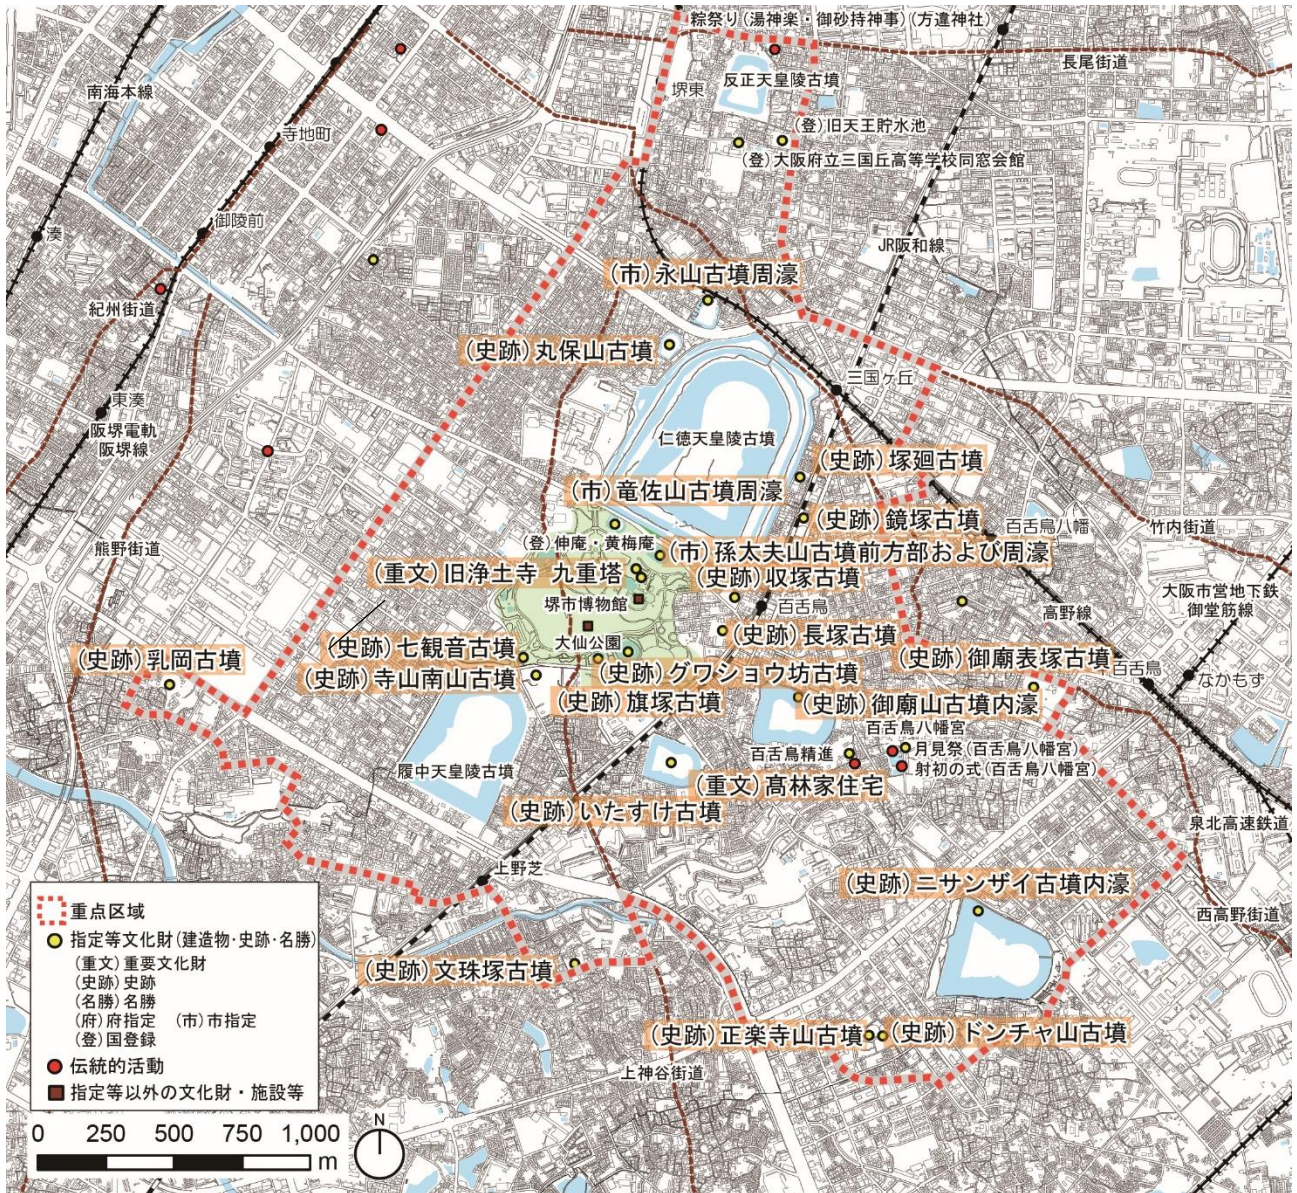 粽祭り(湯神楽・御砂持神事)(方違神社)
長尾街道
南海本線
堺東
反正天皇陵古墳
寺地町
(登)旧天王貯水池
(登)大阪府立三国丘高等学校同窓会館
御陵前
湊
JR阪和線
(市)永山古墳周濠
紀州街道
(史跡)丸保山古墳
三国ヶ丘
東湊
阪堺電軌
阪堺線
仁徳天皇陵古墳
(史跡)塚廻古墳
(市)竜佐山古墳周濠
(史跡)鏡塚古墳
百舌鳥八幡
竹内街道
熊野街道
(登)伸庵・黄梅庵
(市)孫太夫山古墳前方部および周濠
(重文)旧浄土寺 九重塔
(史跡)収塚古墳
大阪市営地下鉄
御堂筋線
高野線
堺市博物館
百舌鳥
(史跡)長塚古墳
大仙公園
(史跡)七観音古墳
(史跡)乳岡古墳
(史跡)御廟表塚古墳
百舌鳥
なかもず
(史跡)グワショウ坊古墳
(史跡)寺山南山古墳
(史跡)旗塚古墳
(史跡)御廟山古墳内濠
百舌鳥八幡宮
月見祭(百舌鳥八幡宮)
百舌鳥精進
射初の式(百舌鳥八幡宮)
履中天皇陵古墳
(重文)髙林家住宅
(史跡)いたすけ古墳
泉北高速鉄道
上野芝
(史跡)ニサンザイ古墳内濠
西高野街道
(史跡)文珠塚古墳
(史跡)正楽寺山古墳
(史跡)ドンチャ山古墳
上神谷街道
重点区域
指定等文化財(建造物・史跡・名勝)
(重文)重要文化財
(史跡)史跡
(名勝)名勝
(府)府指定 (市)市指定
(登)国登録
伝統的活動
指定等以外の文化財・施設等
0 250 500 750 1,000
m
N